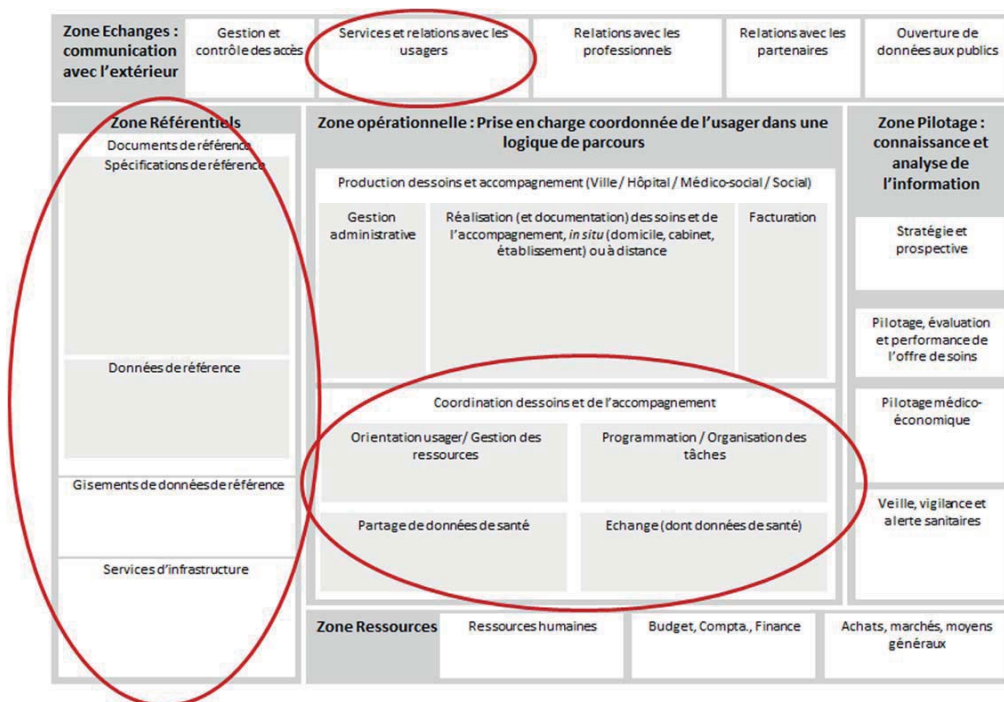 Zone Echanges :
communication
avec l'extérieur
Gestion et
contrôle des accès
Services et relations avec les
usagers
Relations avec les
professionnels
Relations avec les
partenaires
Ouverture de
données aux publics
Zone Référentiels
Documents de référence
Spécifications de référence
Données de référence
Gisements de données de référence
Services d'infrastructure
Zone opérationnelle : Prise en charge coordonnée de l'usager dans une
logique de parcours
Production des soins et accompagnement (Ville / Hôpital / Médico-social / Social)
Gestion
administrative
Réalisation (et documentation) des soins et de
l'accompagnement, in situ (domicile, cabinet,
établissement) ou à distance
Facturation
Coordination des soins et de l'accompagnement
Orientation usager/ Gestion des
ressources
Programmation / Organisation des
tâches
Partage de données de santé
Echange (dont données de santé)
Zone Pilotage :
connaissance et
analyse de
l'information
Stratégie et
prospective
Pilotage, évaluation
et performance de
l'offre de soins
Pilotage médico-
économique
Veille, vigilance et
alerte sanitaires
Zone Ressources
Ressources humaines
Budget, Compta., Finance
Achats, marchés, moyens
généraux